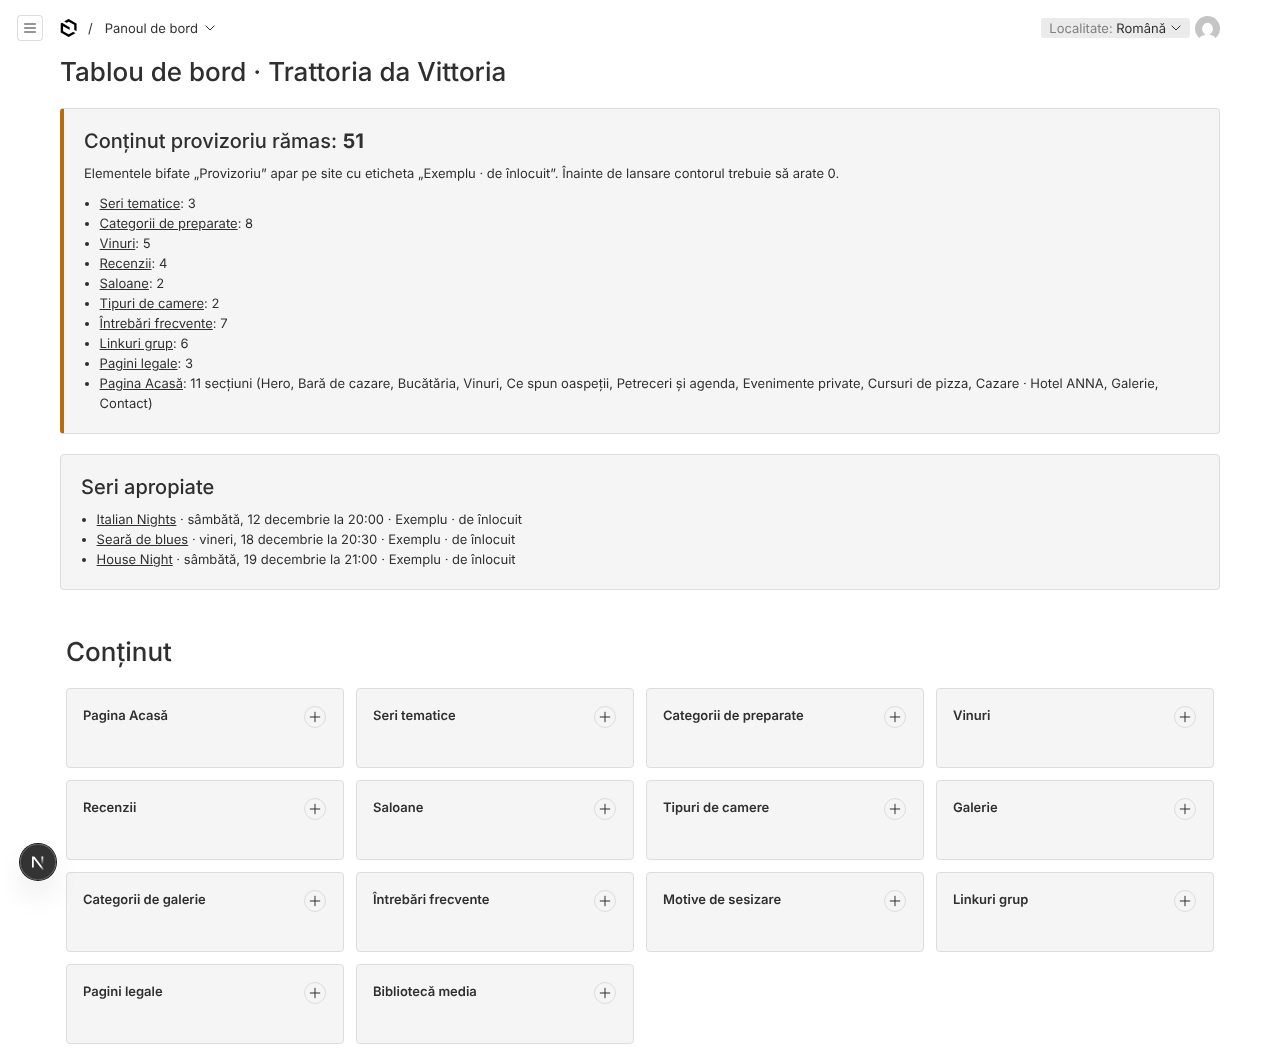 / Panoul de bord
Localitate: Română
Tablou de bord · Trattoria da Vittoria
Conținut provizoriu rămas: 51
Elementele bifate „Provizoriu” apar pe site cu eticheta „Exemplu · de înlocuit”. Înainte de lansare contorul trebuie să arate 0.
• Seri tematice: 3
• Categorii de preparate: 8
• Vinuri: 5
• Recenzii: 4
• Saloane: 2
• Tipuri de camere: 2
• Întrebări frecvente: 7
• Linkuri grup: 6
• Pagini legale: 3
• Pagina Acasă: 11 secțiuni (Hero, Bară de cazare, Bucătăria, Vinuri, Ce spun oaspeții, Petreceri și agenda, Evenimente private, Cursuri de pizza, Cazare · Hotel ANNA, Galerie,
Contact)
Seri apropiate
• Italian Nights · sâmbătă, 12 decembrie la 20:00 · Exemplu · de înlocuit
• Seară de blues · vineri, 18 decembrie la 20:30 · Exemplu · de înlocuit
• House Night · sâmbătă, 19 decembrie la 21:00 · Exemplu · de înlocuit
Conținut
Pagina Acasă
Seri tematice
Categorii de preparate
Vinuri
Recenzii
Saloane
Tipuri de camere
Galerie
N
Categorii de galerie
Întrebări frecvente
Motive de sesizare
Linkuri grup
Pagini legale
Bibliotecă media